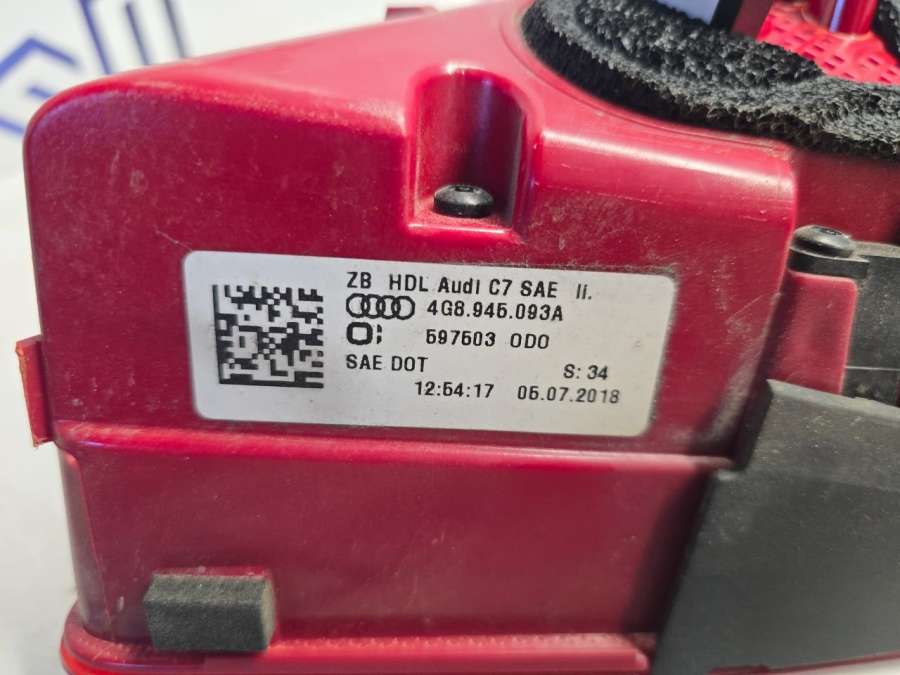 ZB HDL Audi C7 SAE li.
4G8.945.093A
597503 0D0
SAE DOT S: 34
12:54:17 05.07.2018